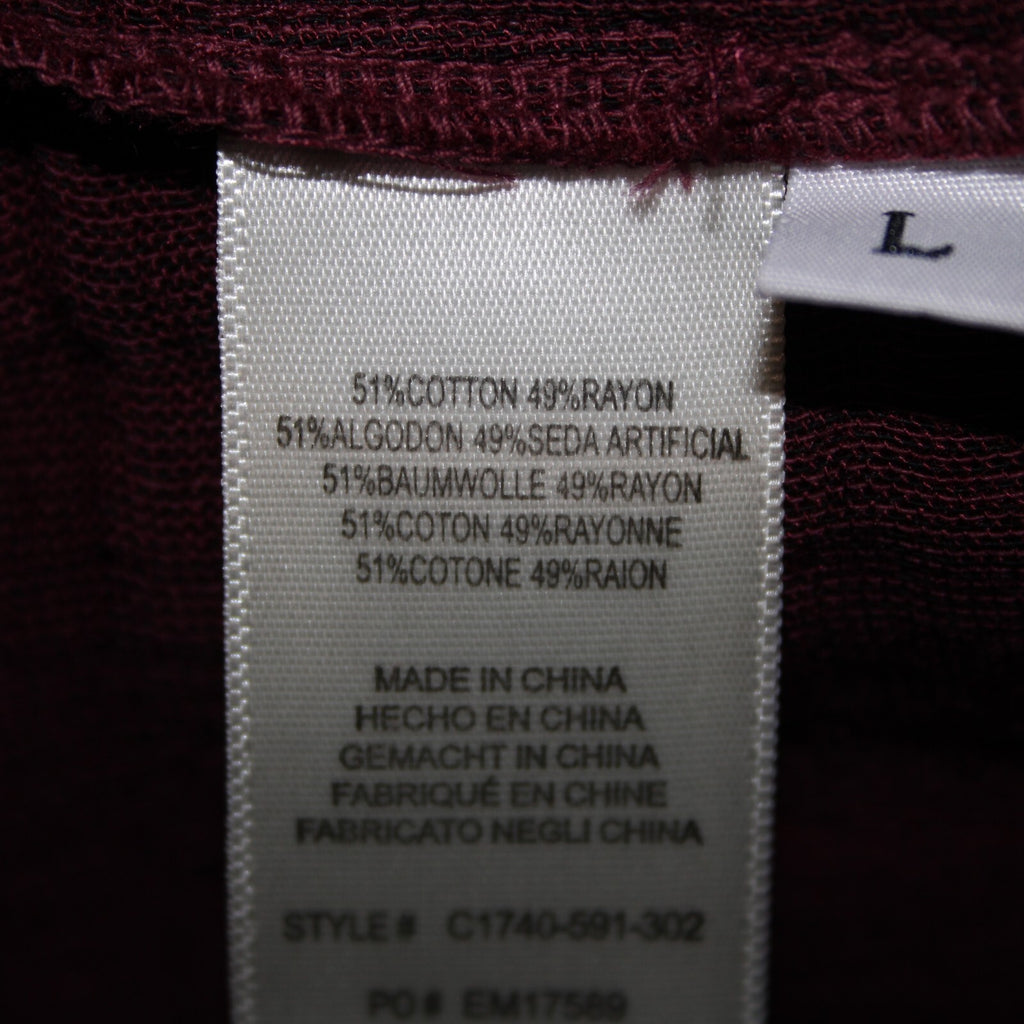 L
51%COTTON 49%RAYON
51%ALGODON 49%SEDA ARTIFICIAL
51%BAUMWOLLE 49%RAYON
51%COTON 49%RAYONNE
51%COTONE 49%RAION
MADE IN CHINA
HECHO EN CHINA
GEMACHT IN CHINA
FABRIQUÉ EN CHINE
FABRICATO NEGLI CHINA
STYLE # C1740-591-302
PO # EM17589